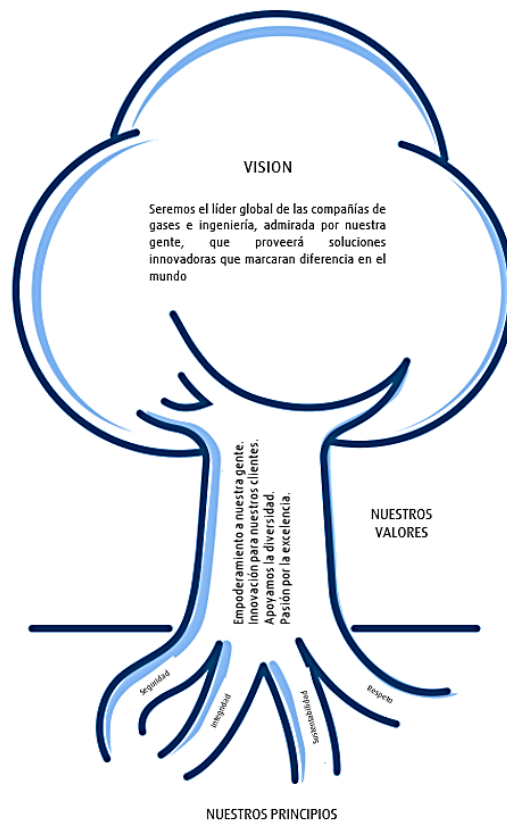 VISION
Seremos el líder global de las compañías de
gases e ingeniería, admirada por nuestra
gente, que proveerá soluciones
innovadoras que marcaran diferencia en el
mundo
Empoderamiento a nuestra gente.
Innovación para nuestros clientes.
Apoyamos la diversidad.
Pasión por la excelencia.
NUESTROS
VALORES
Seguridad
Integridad
Sostentabilidad
Respeto
NUESTROS PRINCIPIOS